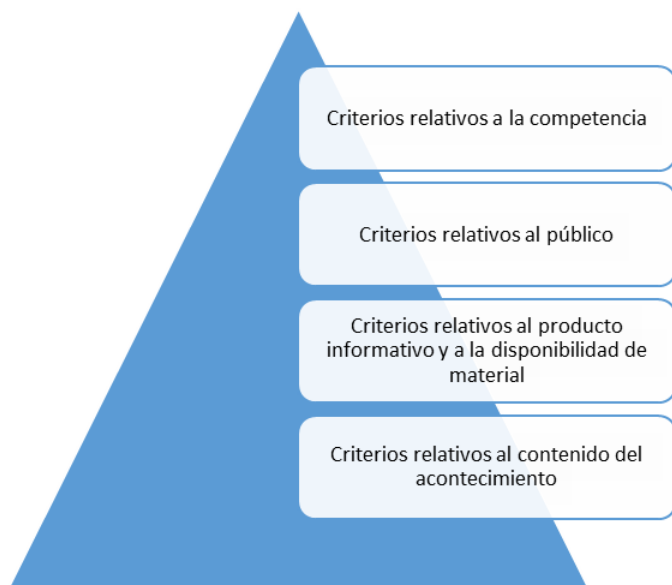 Criterios relativos a la competencia
Criterios relativos al público
Criterios relativos al producto
informativo y a la disponibilidad de
material
Criterios relativos al contenido del
acontecimiento